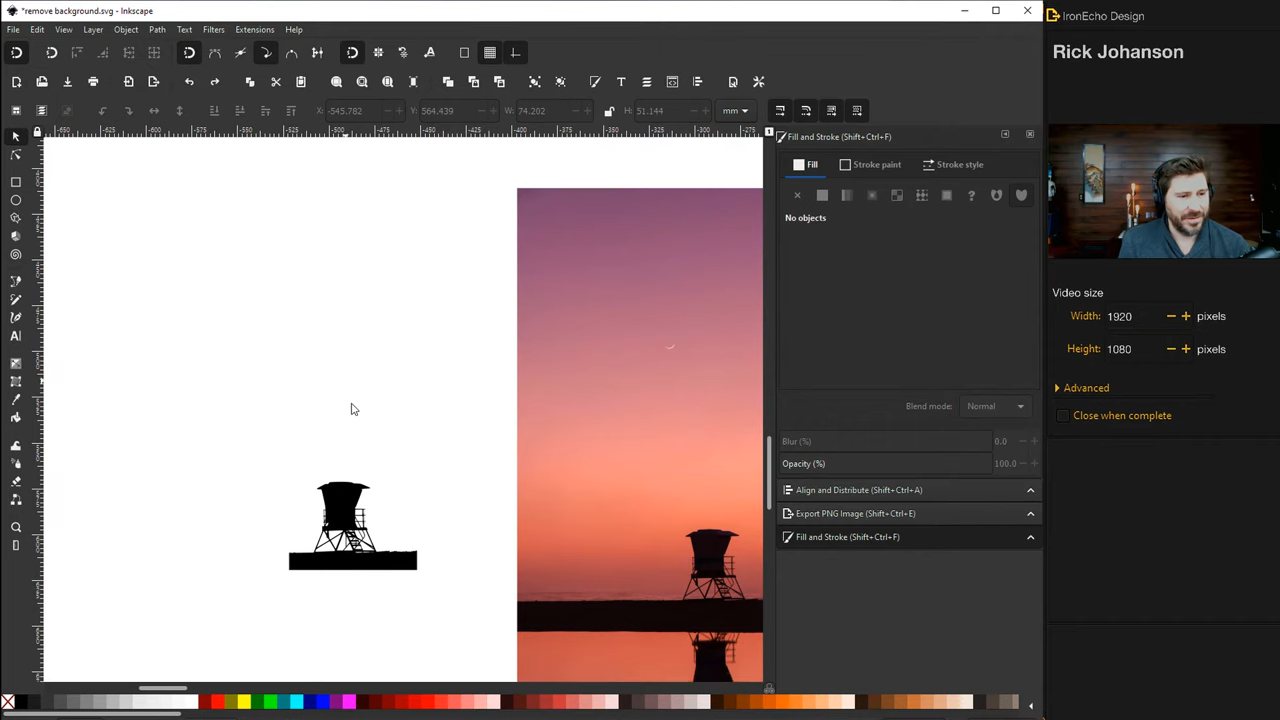 *remove background.svg - Inkscape
IronEcho Design
File Edit View Layer Object Path Text Filters Extensions Help
Rick Johanson
X: -545.782 Y: 564.439 W: 74.202 H: 51.144 mm
Fill and Stroke (Shift+Ctrl+F)
Fill Stroke paint Stroke style
No objects
Video size
Width: 1920 pixels
Height: 1080 pixels
Advanced
Close when complete
Blend mode: Normal
Blur (%) 0.0
Opacity (%) 100.0
Align and Distribute (Shift+Ctrl+A)
Export PNG Image (Shift+Ctrl+E)
Fill and Stroke (Shift+Ctrl+F)